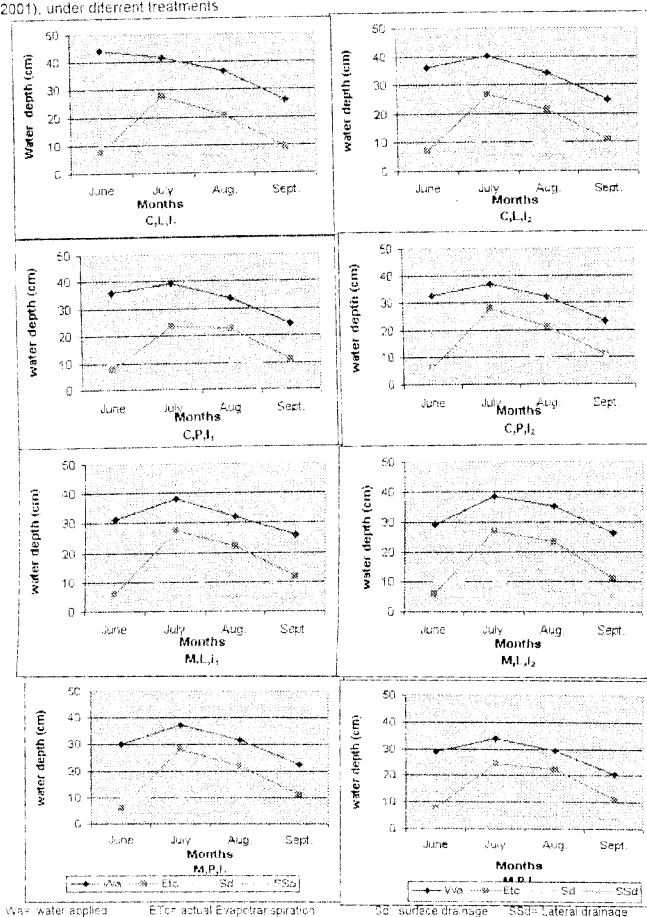 2001), under diferrent treatments
Water depth (cm)
50
40
30
20
10
0
June July Aug. Sept.
Months
water depth (cm)
50
40
30
20
10
0
June July Aug. Sept.
Months
C,L,I₂
water depth (cm)
50
40
30
20
10
0
June July Aug Sept.
Months
C,P,I₁
water depth (cm)
50
40
30
20
10
0
June July Aug. Sept.
Months
C,P,I₂
water depth (cm)
50
40
30
20
10
0
June July Aug. Sept
Months
M,L,I₁
water depth (cm)
50
40
30
20
10
0
June July Aug. Sept.
Months
M,L,I₂
water depth (cm)
50
40
30
20
10
0
June July Aug. Sept.
Months
Wa Etc Sd SSd
water depth (cm)
50
40
30
20
10
0
June July Aug. Sept.
Months
Wa Etc Sd SSd
Wa= water applied ETc= actual Evapotranspiration Sd= surface drainage SSd= Lateral drainage